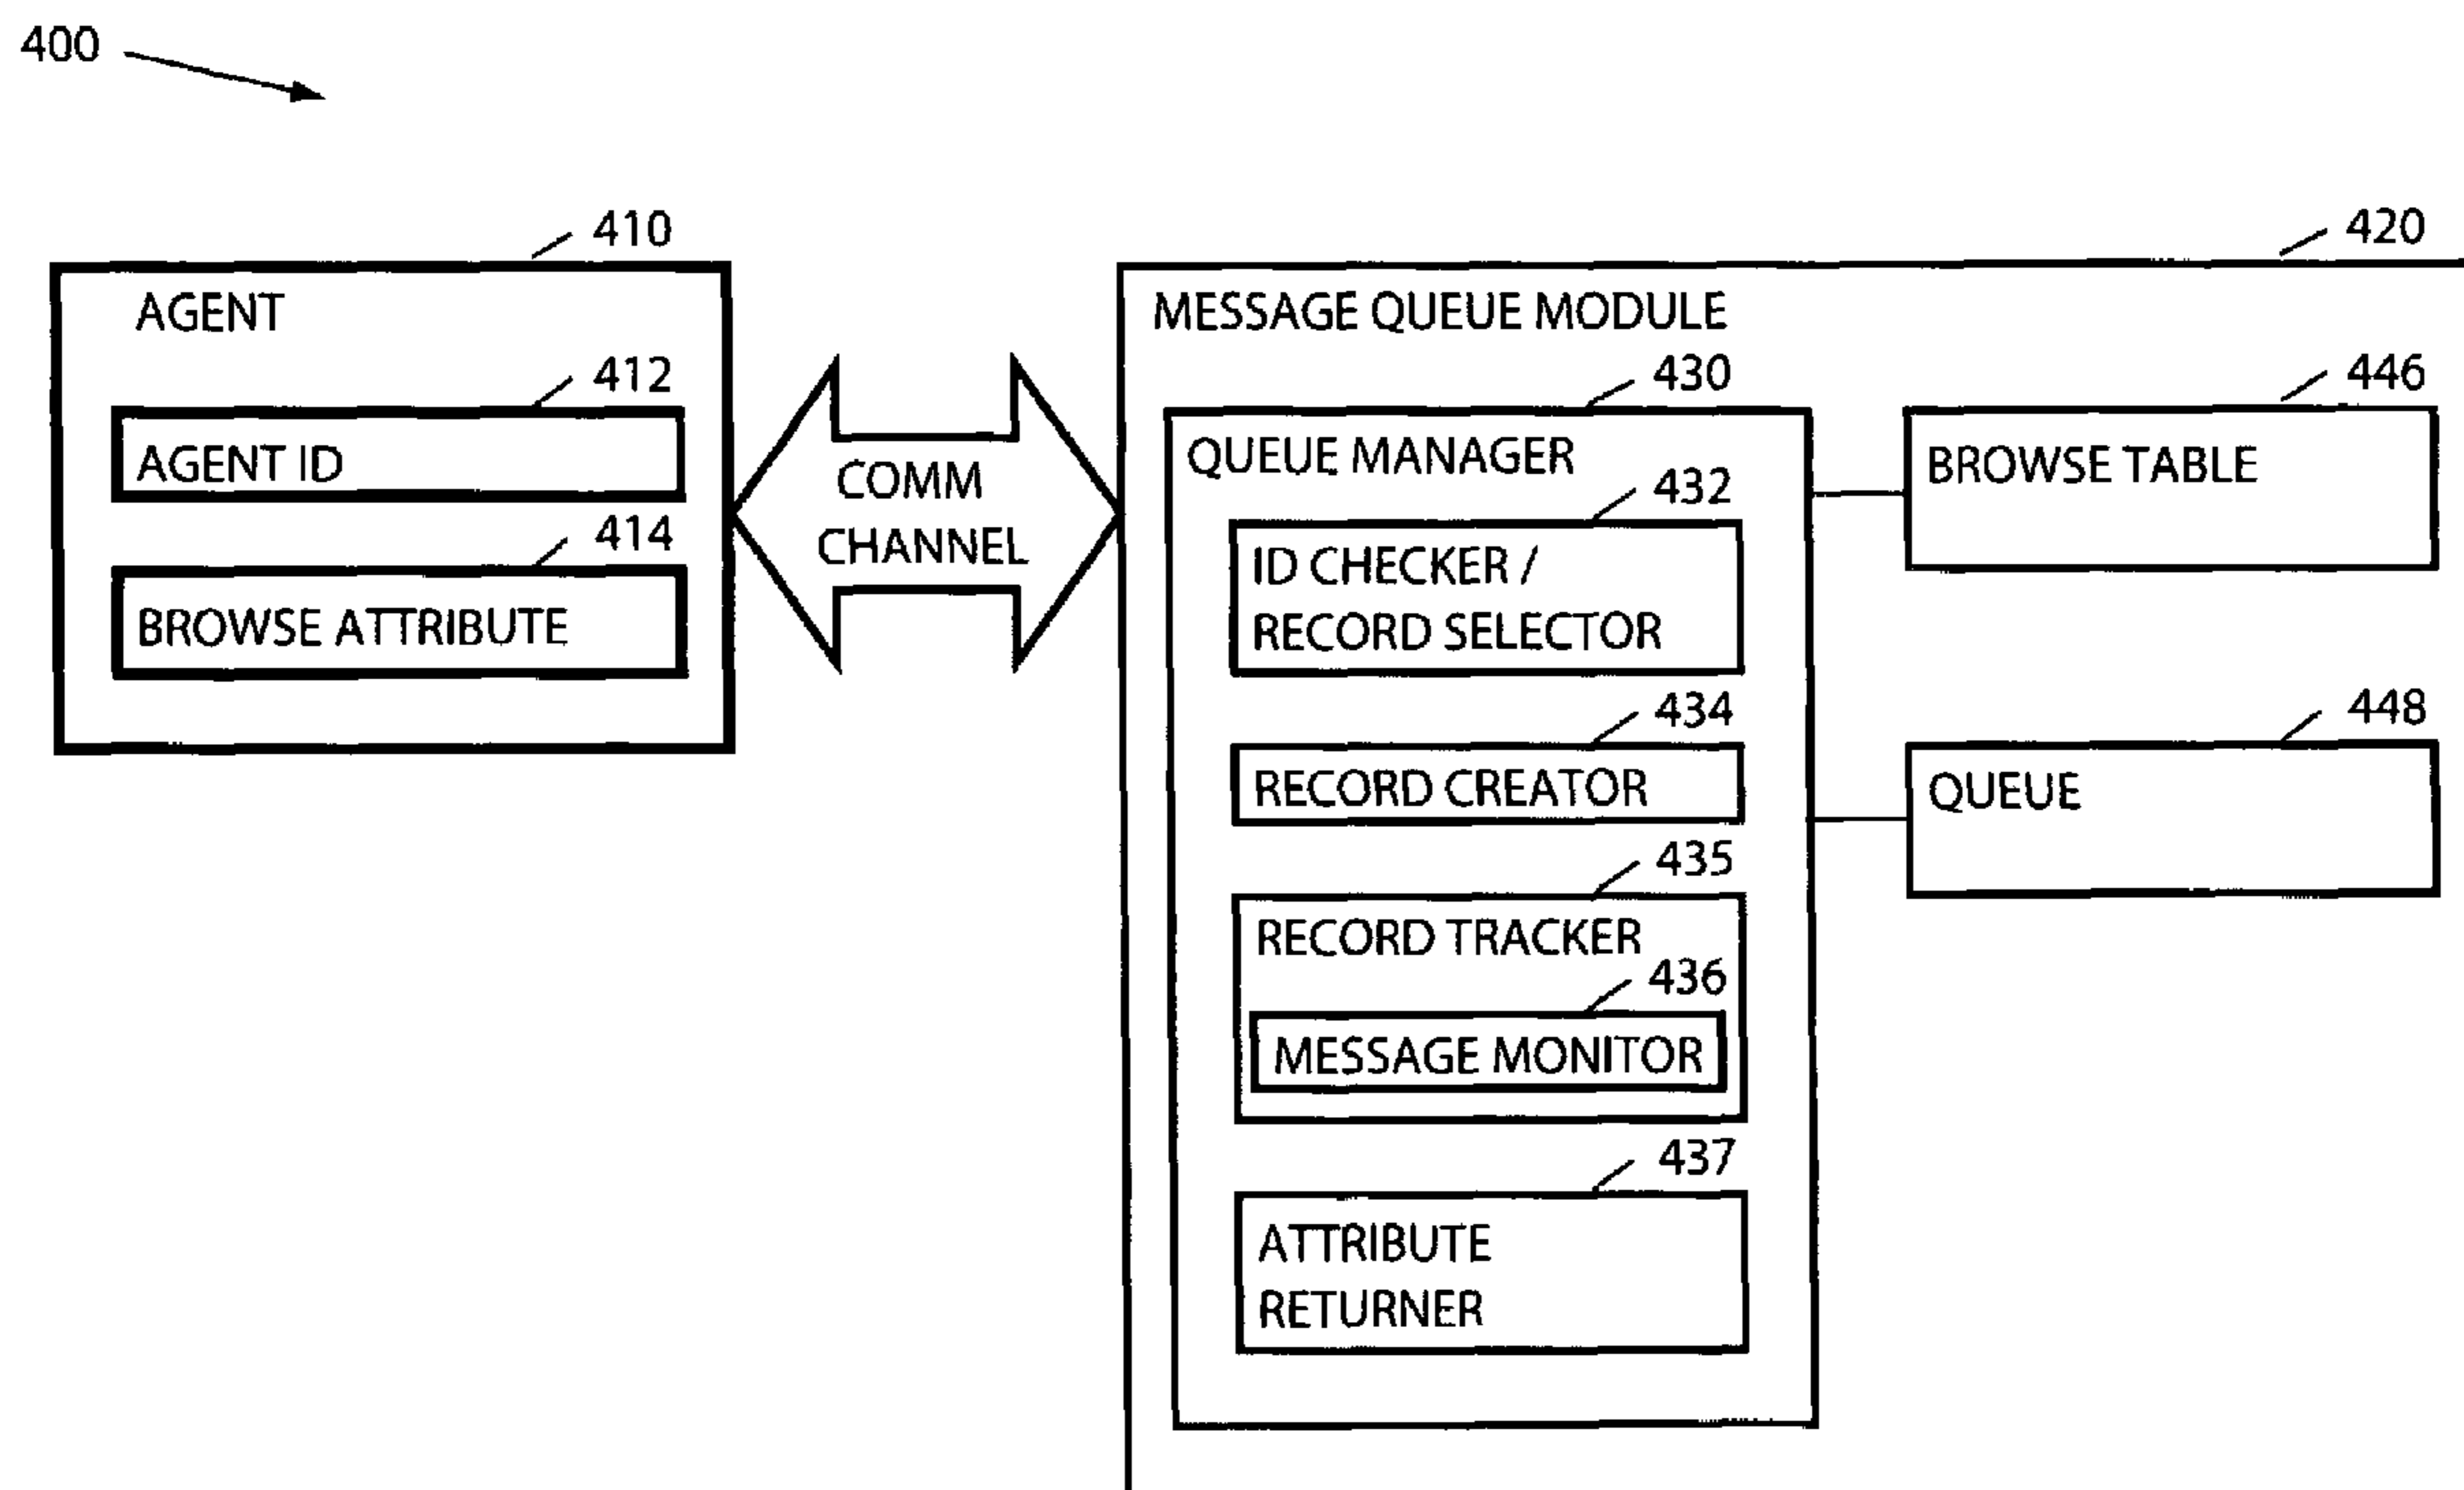 400
410
AGENT
412
AGENT ID
414
BROWSE ATTRIBUTE
COMM
CHANNEL
420
MESSAGE QUEUE MODULE
430
QUEUE MANAGER
432
ID CHECKER /
RECORD SELECTOR
434
RECORD CREATOR
435
RECORD TRACKER
436
MESSAGE MONITOR
437
ATTRIBUTE
RETURNER
446
BROWSE TABLE
448
QUEUE